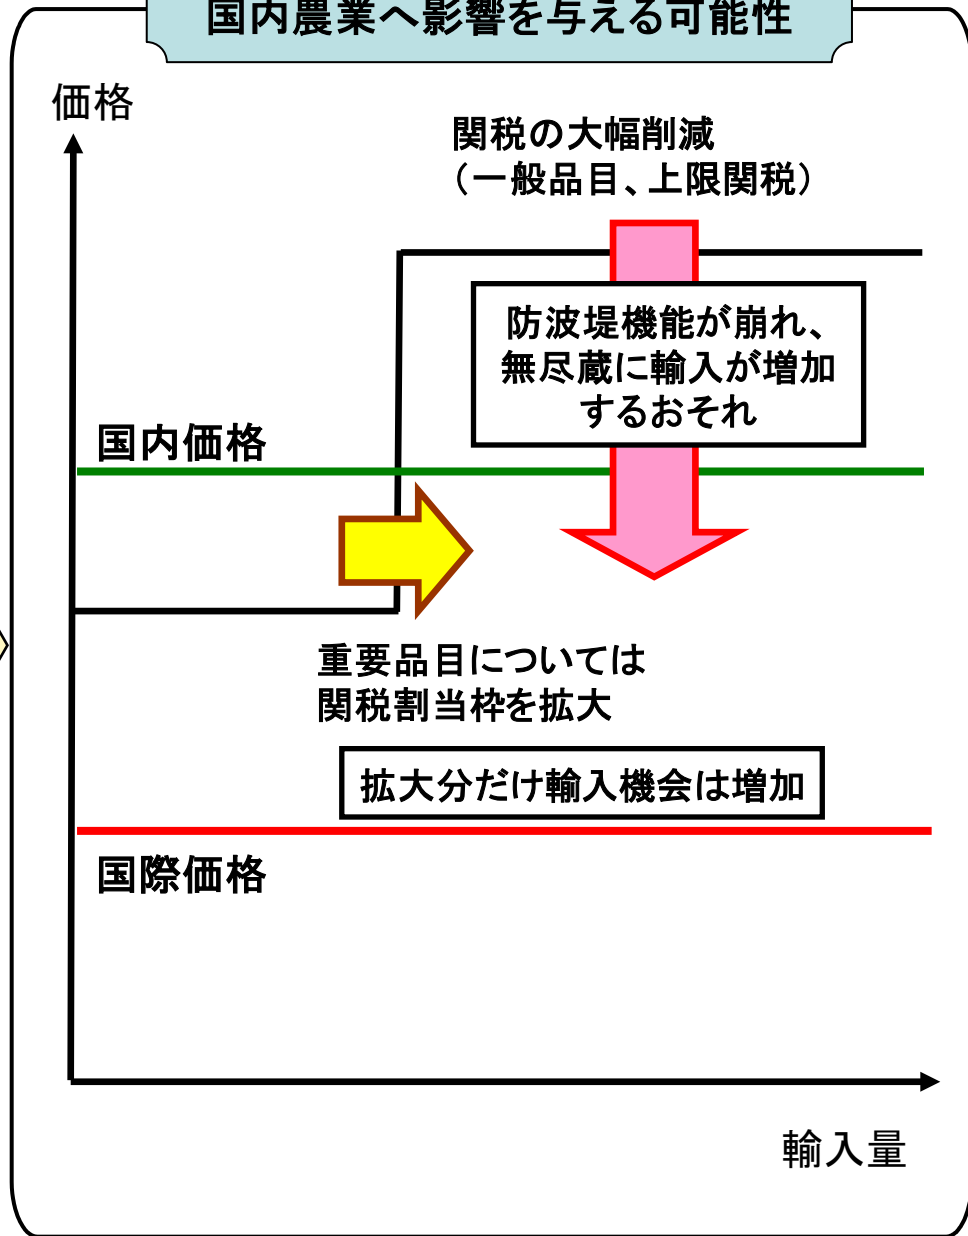 国内農業へ影響を与える可能性
価格
関税の大幅削減
（一般品目、上限関税）
防波堤機能が崩れ、
無尽蔵に輸入が増加
するおそれ
国内価格
重要品目については
関税割当枠を拡大
拡大分だけ輸入機会は増加
国際価格
輸入量